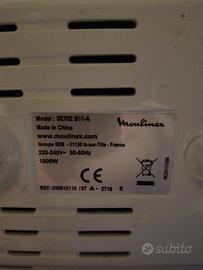 Model: SERIE B11-A
Made in China
Moulinex
www.moulinex.com
Groupe SEB - 21120 Is-sur-Tille - France
220-240V~ 50-60Hz
1600W
CE
REF: OW610110 / 87 A - 2716 R
subito